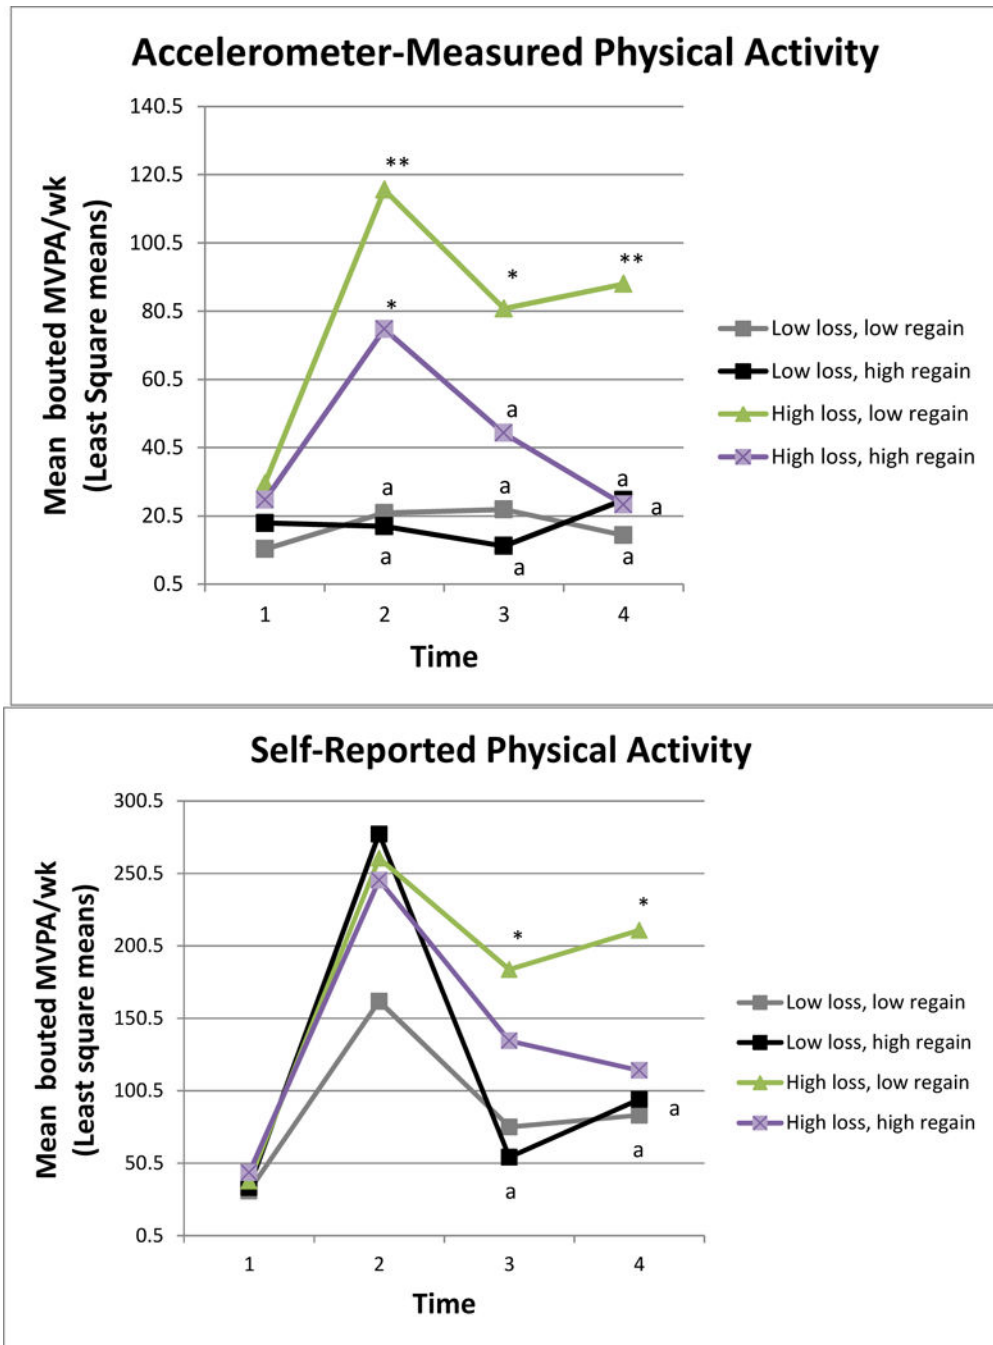 Accelerometer-Measured Physical Activity
Mean bouted MVPA/wk
(Least Square means)
140.5
120.5
100.5
80.5
60.5
40.5
20.5
0.5
**
*
**
*
a
a
a
a
a
a
a
a
1 2 3 4
Time
Low loss, low regain
Low loss, high regain
High loss, low regain
High loss, high regain
Self-Reported Physical Activity
Mean bouted MVPA/wk
(Least square means)
300.5
250.5
200.5
150.5
100.5
50.5
0.5
*
*
a
a
a
1 2 3 4
Time
Low loss, low regain
Low loss, high regain
High loss, low regain
High loss, high regain